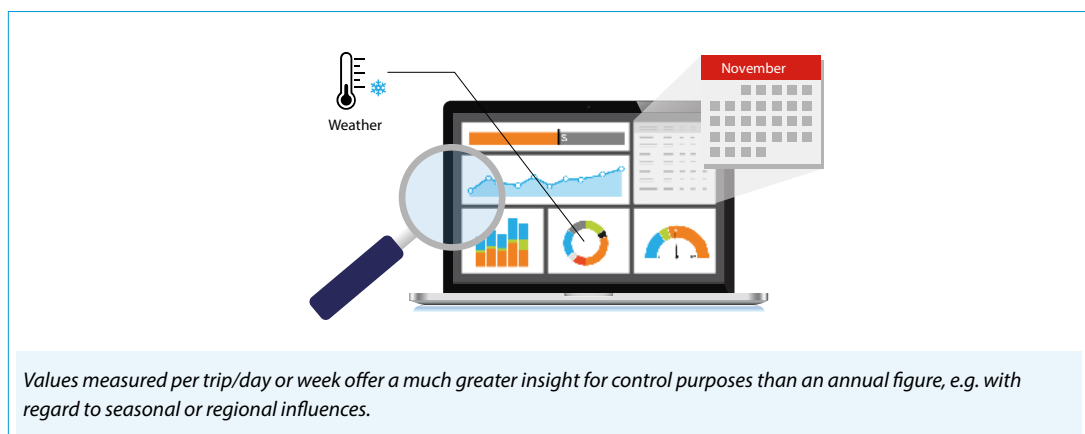 November
Weather
Values measured per trip/day or week offer a much greater insight for control purposes than an annual figure, e.g. with
regard to seasonal or regional influences.